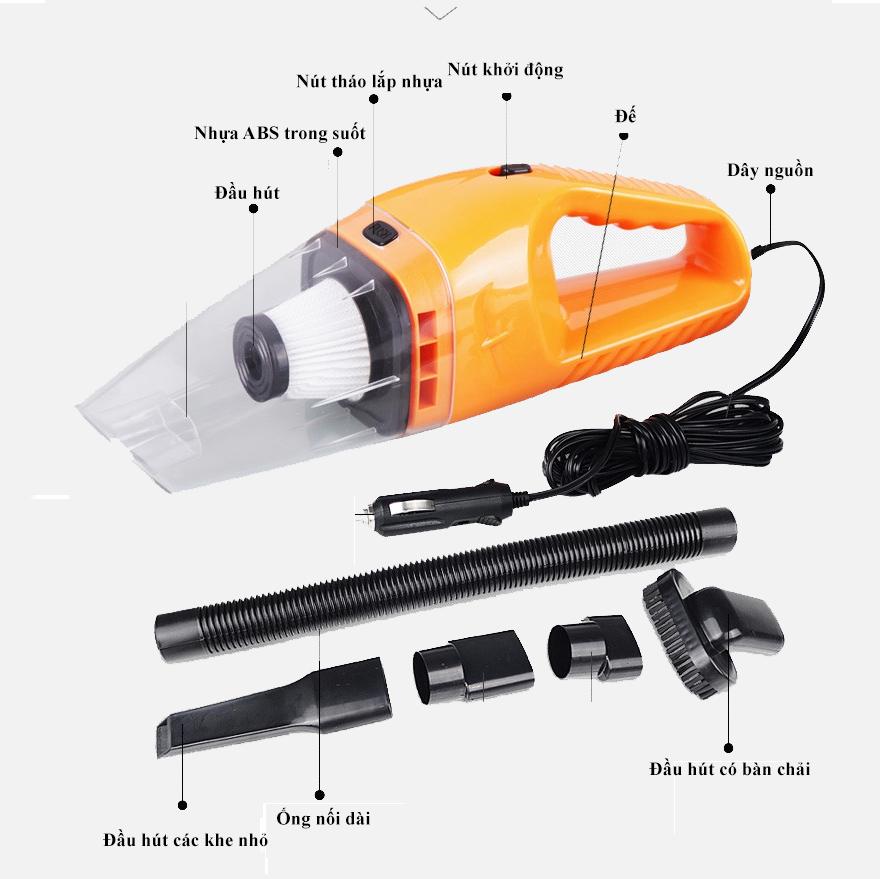 Nút khởi động
Nút tháo lắp nhựa
Đế
Nhựa ABS trong suốt
Dây nguồn
Đầu hút
PUSH
Đầu hút có bàn chải
Ống nối dài
Đầu hút các khe nhỏ